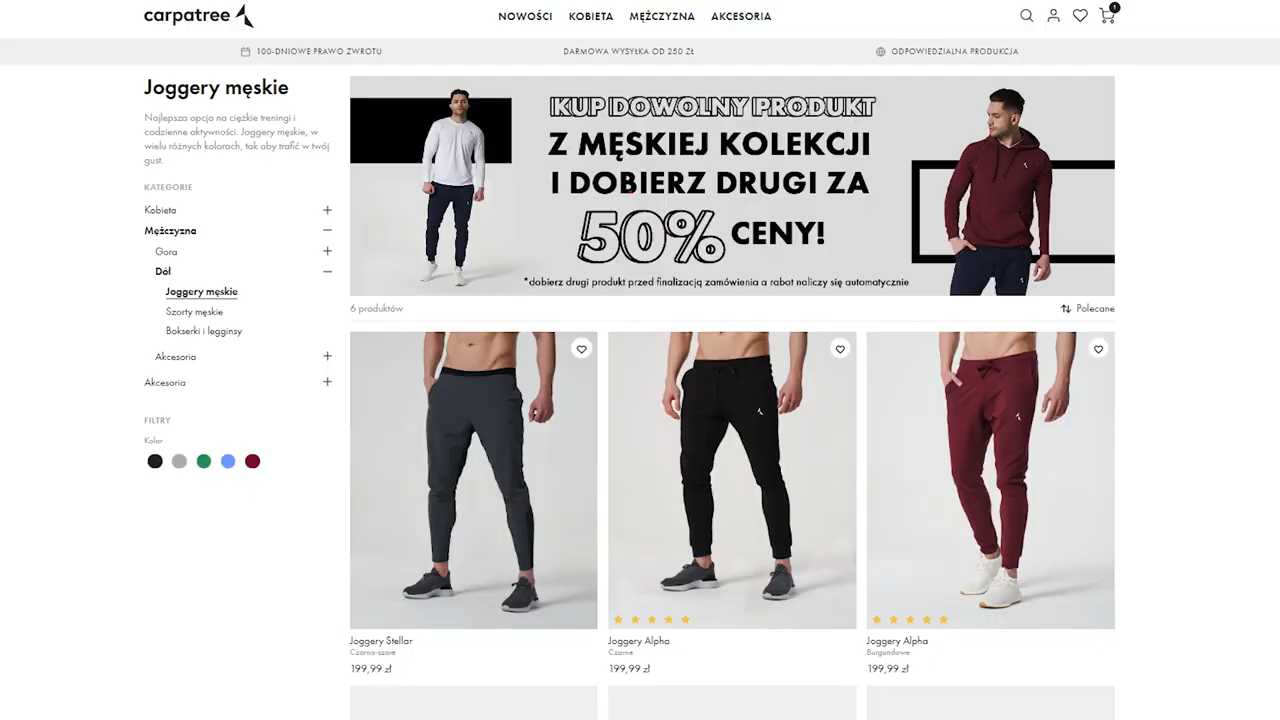 carpatree
NOWOŚCI KOBIETA MĘŻCZYZNA AKCESORIA
1
100-DNIOWE PRAWO ZWROTU
DARMOWA WYSYŁKA OD 250 ZŁ
ODPOWIEDZIALNA PRODUKCJA
Joggery męskie
Najlepsza opcja na ciężkie treningi i
codzienne aktywności. Joggery męskie, w
wielu różnych kolorach, tak aby trafić w twój
gust.
KATEGORIE
Kobieta
Mężczyzna
Gora
Dół
Joggery męskie
Szorty męskie
Bokserki i legginsy
Akcesoria
Akcesoria
FILTRY
Kolor
KUP DOWOLNY PRODUKT
Z MĘSKIEJ KOLEKCJI
I DOBIERZ DRUGI ZA
50% CENY!
*dobierz drugi produkt przed finalizacją zamówienia a rabat naliczy się automatycznie
6 produktów
Polecane
Joggery Stellar
Czarno-szare
199,99 zł
Joggery Alpha
Czarne
199,99 zł
Joggery Alpha
Burgundowe
199,99 zł